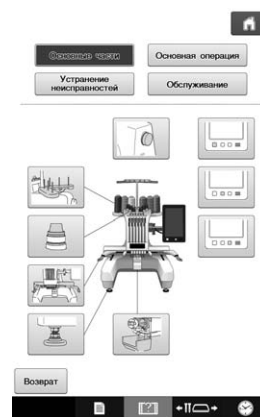 Основные части
Основная операция
Устранение
неисправностей
Обслуживание
Возврат